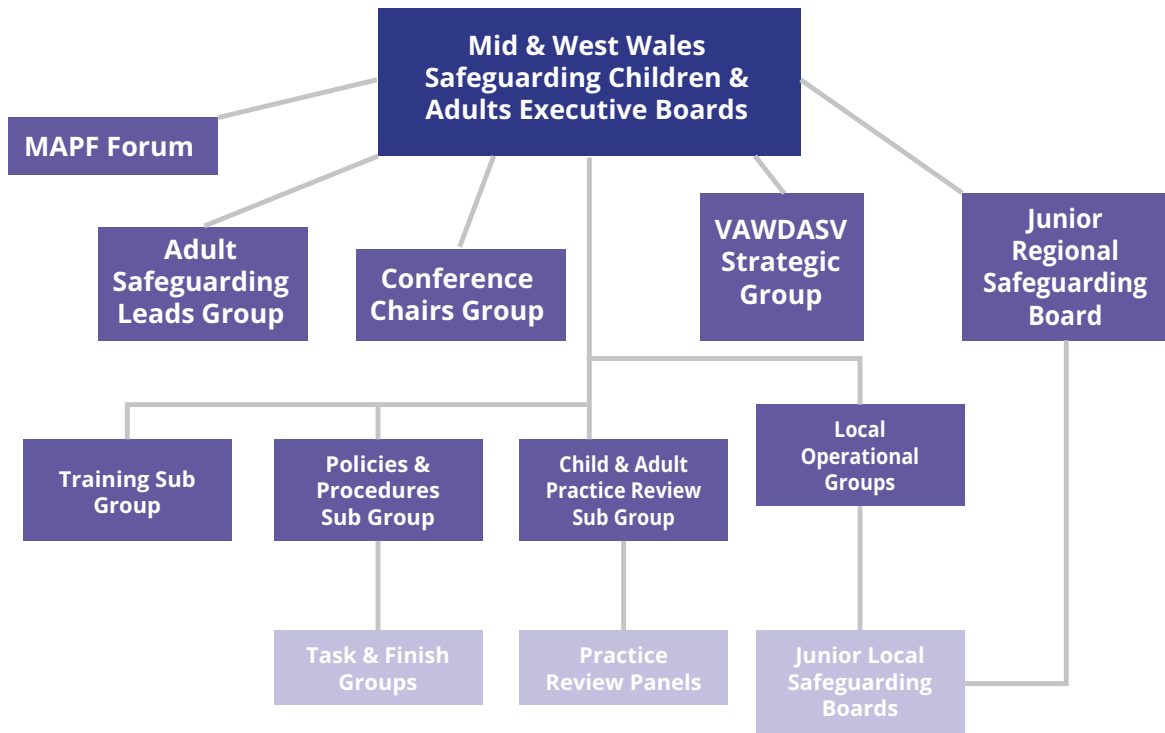 Mid & West Wales
Safeguarding Children &
Adults Executive Boards
MAPF Forum
Adult
Safeguarding
Leads Group
Conference
Chairs Group
VAWDASV
Strategic
Group
Junior
Regional
Safeguarding
Board
Training Sub
Group
Policies &
Procedures
Sub Group
Child & Adult
Practice Review
Sub Group
Local
Operational
Groups
Task & Finish
Groups
Practice
Review Panels
Junior Local
Safeguarding
Boards